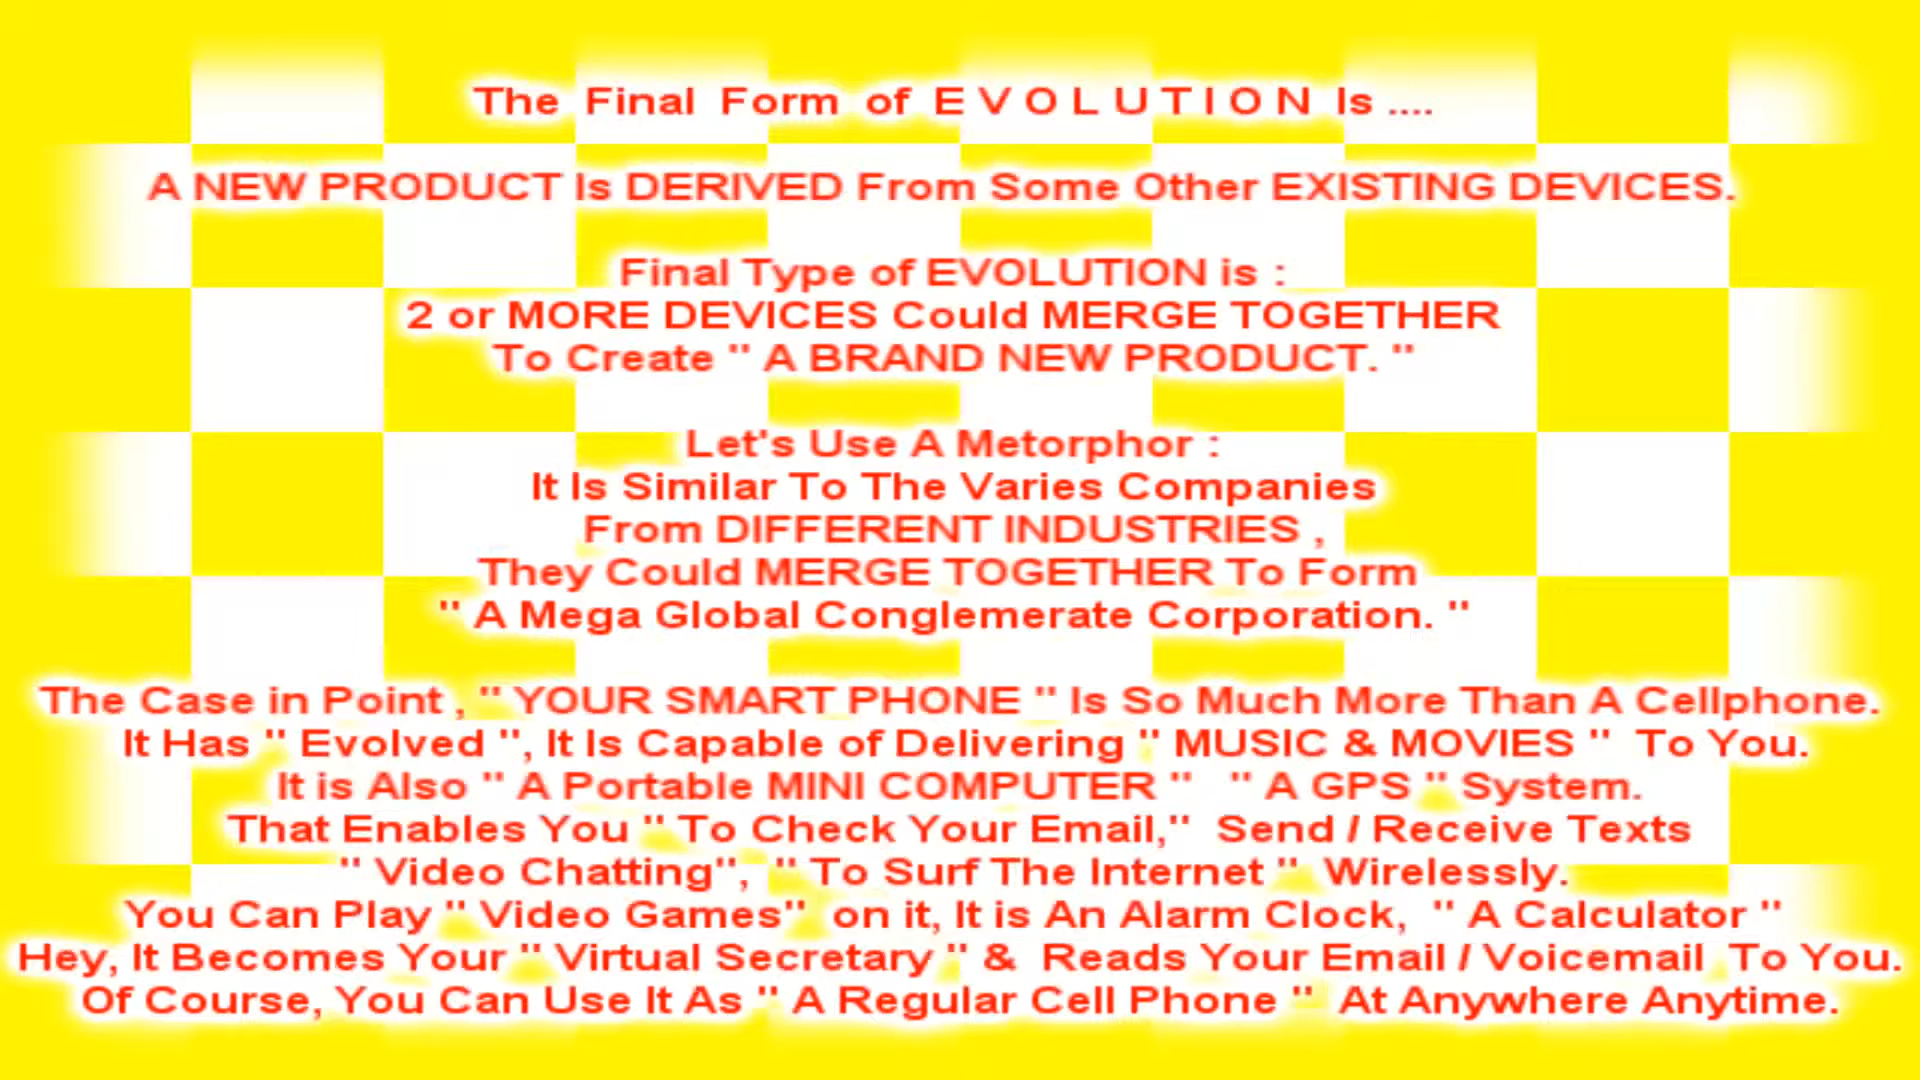 The Final Form of E V O L U T I O N Is ....
A NEW PRODUCT Is DERIVED From Some Other EXISTING DEVICES.
Final Type of EVOLUTION is :
2 or MORE DEVICES Could MERGE TOGETHER
To Create " A BRAND NEW PRODUCT. "
Let's Use A Metorphor :
It Is Similar To The Varies Companies
From DIFFERENT INDUSTRIES ,
They Could MERGE TOGETHER To Form
" A Mega Global Conglemerate Corporation. "
The Case in Point , " YOUR SMART PHONE " Is So Much More Than A Cellphone.
It Has " Evolved ", It Is Capable of Delivering " MUSIC & MOVIES " To You.
It is Also " A Portable MINI COMPUTER " " A GPS " System.
That Enables You " To Check Your Email," Send / Receive Texts
" Video Chatting", " To Surf The Internet " Wirelessly.
You Can Play " Video Games" on it, It is An Alarm Clock, " A Calculator "
Hey, It Becomes Your " Virtual Secretary " & Reads Your Email / Voicemail To You.
Of Course, You Can Use It As " A Regular Cell Phone " At Anywhere Anytime.